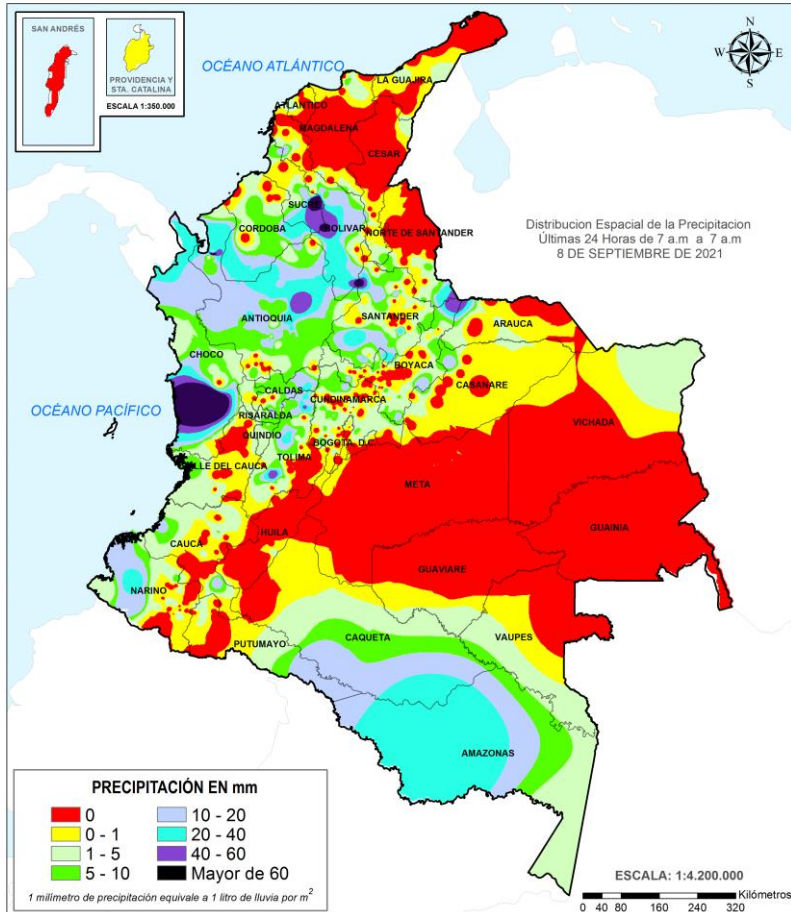 SAN ANDRÉS
PROVIDENCIA Y
STA. CATALINA
ESCALA 1:350.000
OCÉANO ATLÁNTICO
N
W
E
S
LA GUAJIRA
ATLANTICO
MAGDALENA
CESAR
SUCRE
CORDOBA
BOLIVAR
NORTE DE SANTANDER
Distribucion Espacial de la Precipitacion
Últimas 24 Horas de 7 a.m a 7 a.m
8 DE SEPTIEMBRE DE 2021
ANTIOQUIA
SANTANDER
ARAUCA
CHOCO
BOYACA
CASANARE
OCÉANO PACÍFICO
CALDAS
CUNDINAMARCA
RISARALDA
VICHADA
QUINDIO
BOGOTA, D.C.
TOLIMA
VALLE DEL CAUCA
META
GUAINIA
HUILA
CAUCA
GUAVIARE
NARINO
PUTUMAYO
CAQUETA
VAUPES
AMAZONAS
PRECIPITACIÓN EN mm
0
10 - 20
0 - 1
20 - 40
1 - 5
40 - 60
5 - 10
Mayor de 60
1 milímetro de precipitación equivale a 1 litro de lluvia por m2
ESCALA: 1:4.200.000
Kilómetros
0 40 80 160 240 320